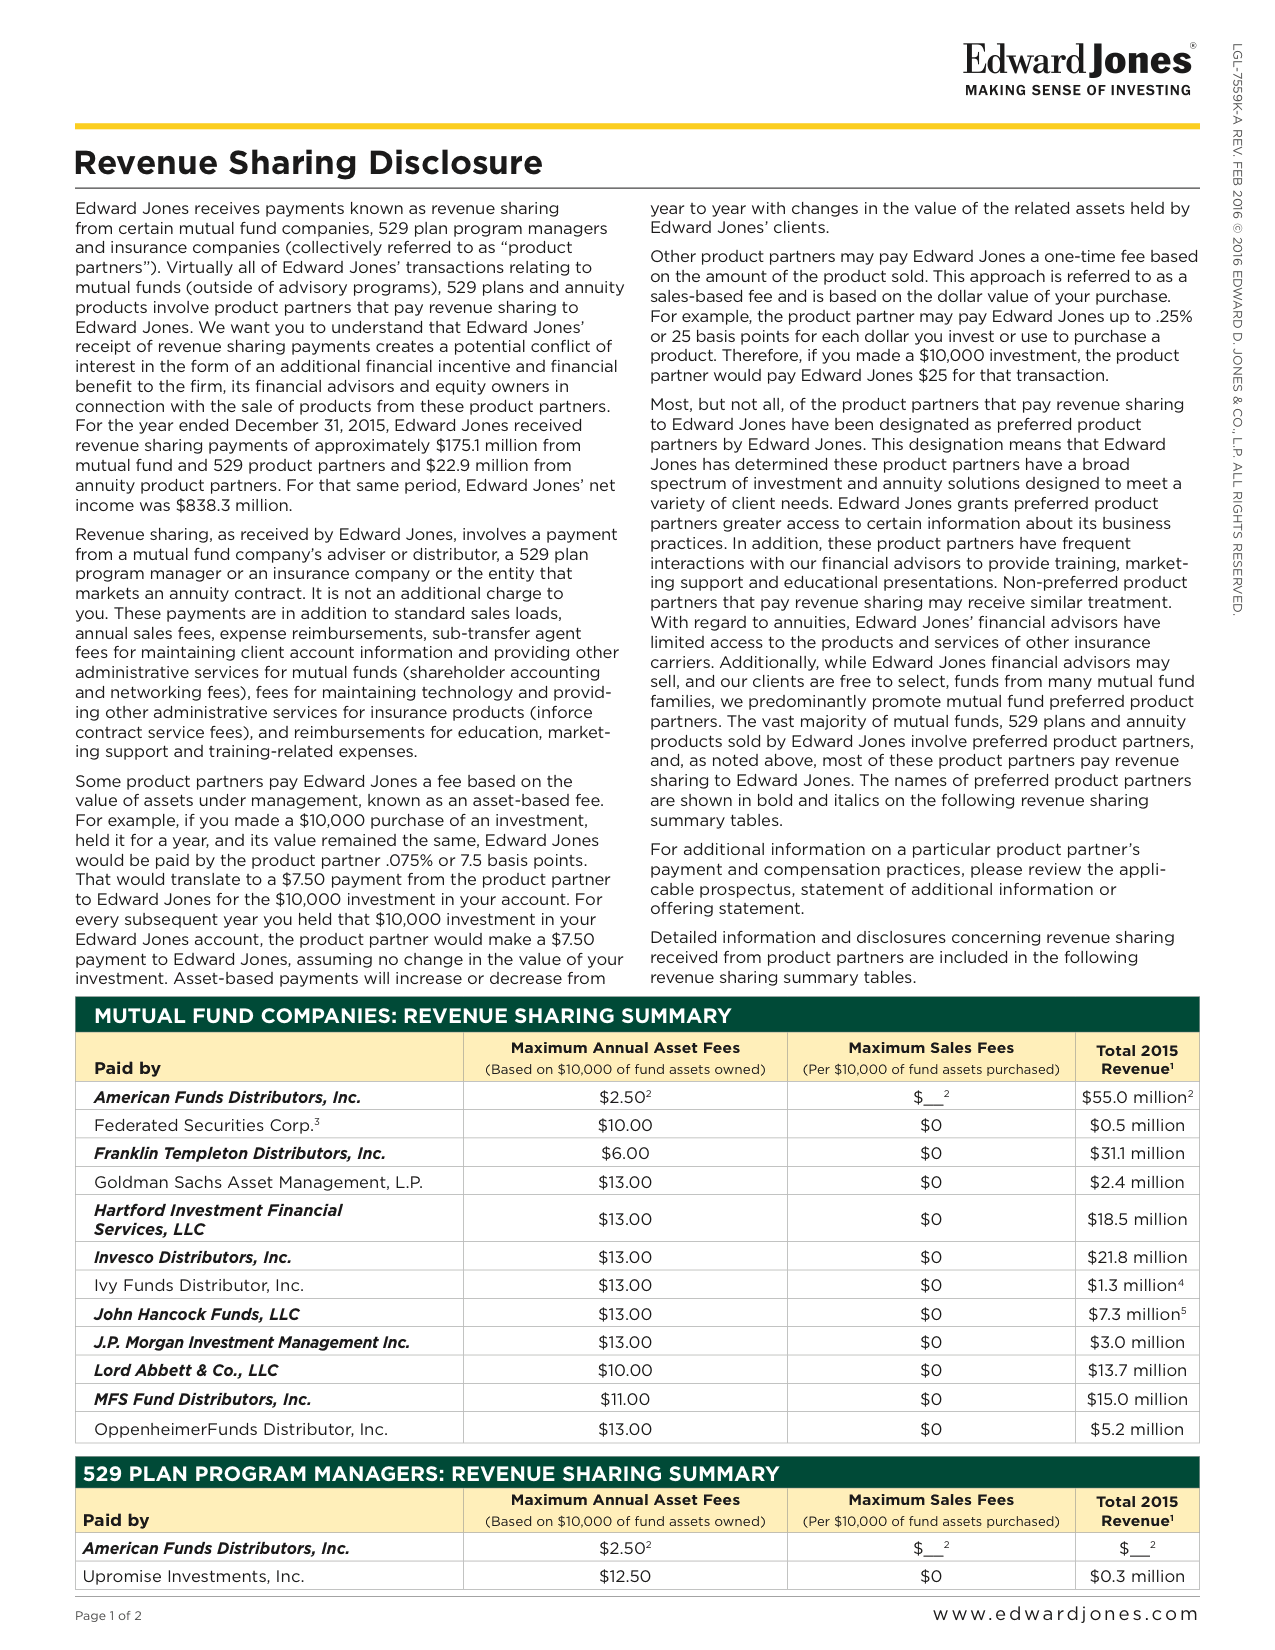 Edward Jones®
MAKING SENSE OF INVESTING
LGL-7559K-A REV. FEB 2016 © 2016 EDWARD D. JONES & CO., L.P. ALL RIGHTS RESERVED.
Revenue Sharing Disclosure
Edward Jones receives payments known as revenue sharing
from certain mutual fund companies, 529 plan program managers
and insurance companies (collectively referred to as “product
partners”). Virtually all of Edward Jones’ transactions relating to
mutual funds (outside of advisory programs), 529 plans and annuity
products involve product partners that pay revenue sharing to
Edward Jones. We want you to understand that Edward Jones’
receipt of revenue sharing payments creates a potential conflict of
interest in the form of an additional financial incentive and financial
benefit to the firm, its financial advisors and equity owners in
connection with the sale of products from these product partners.
For the year ended December 31, 2015, Edward Jones received
revenue sharing payments of approximately $175.1 million from
mutual fund and 529 product partners and $22.9 million from
annuity product partners. For that same period, Edward Jones’ net
income was $838.3 million.
Revenue sharing, as received by Edward Jones, involves a payment
from a mutual fund company’s adviser or distributor, a 529 plan
program manager or an insurance company or the entity that
markets an annuity contract. It is not an additional charge to
you. These payments are in addition to standard sales loads,
annual sales fees, expense reimbursements, sub-transfer agent
fees for maintaining client account information and providing other
administrative services for mutual funds (shareholder accounting
and networking fees), fees for maintaining technology and provid-
ing other administrative services for insurance products (inforce
contract service fees), and reimbursements for education, market-
ing support and training-related expenses.
Some product partners pay Edward Jones a fee based on the
value of assets under management, known as an asset-based fee.
For example, if you made a $10,000 purchase of an investment,
held it for a year, and its value remained the same, Edward Jones
would be paid by the product partner .075% or 7.5 basis points.
That would translate to a $7.50 payment from the product partner
to Edward Jones for the $10,000 investment in your account. For
every subsequent year you held that $10,000 investment in your
Edward Jones account, the product partner would make a $7.50
payment to Edward Jones, assuming no change in the value of your
investment. Asset-based payments will increase or decrease from
year to year with changes in the value of the related assets held by
Edward Jones’ clients.
Other product partners may pay Edward Jones a one-time fee based
on the amount of the product sold. This approach is referred to as a
sales-based fee and is based on the dollar value of your purchase.
For example, the product partner may pay Edward Jones up to .25%
or 25 basis points for each dollar you invest or use to purchase a
product. Therefore, if you made a $10,000 investment, the product
partner would pay Edward Jones $25 for that transaction.
Most, but not all, of the product partners that pay revenue sharing
to Edward Jones have been designated as preferred product
partners by Edward Jones. This designation means that Edward
Jones has determined these product partners have a broad
spectrum of investment and annuity solutions designed to meet a
variety of client needs. Edward Jones grants preferred product
partners greater access to certain information about its business
practices. In addition, these product partners have frequent
interactions with our financial advisors to provide training, market-
ing support and educational presentations. Non-preferred product
partners that pay revenue sharing may receive similar treatment.
With regard to annuities, Edward Jones’ financial advisors have
limited access to the products and services of other insurance
carriers. Additionally, while Edward Jones financial advisors may
sell, and our clients are free to select, funds from many mutual fund
families, we predominantly promote mutual fund preferred product
partners. The vast majority of mutual funds, 529 plans and annuity
products sold by Edward Jones involve preferred product partners,
and, as noted above, most of these product partners pay revenue
sharing to Edward Jones. The names of preferred product partners
are shown in bold and italics on the following revenue sharing
summary tables.
For additional information on a particular product partner’s
payment and compensation practices, please review the appli-
cable prospectus, statement of additional information or
offering statement.
Detailed information and disclosures concerning revenue sharing
received from product partners are included in the following
revenue sharing summary tables.
MUTUAL FUND COMPANIES: REVENUE SHARING SUMMARY
Paid by Maximum Annual Asset Fees (Based on $10,000 of fund assets owned) Maximum Sales Fees (Per $10,000 of fund assets purchased) Total 2015 Revenue¹
American Funds Distributors, Inc. $2.50² $__² $55.0 million²
Federated Securities Corp.³ $10.00 $0 $0.5 million
Franklin Templeton Distributors, Inc. $6.00 $0 $31.1 million
Goldman Sachs Asset Management, L.P. $13.00 $0 $2.4 million
Hartford Investment Financial Services, LLC $13.00 $0 $18.5 million
Invesco Distributors, Inc. $13.00 $0 $21.8 million
Ivy Funds Distributor, Inc. $13.00 $0 $1.3 million⁴
John Hancock Funds, LLC $13.00 $0 $7.3 million⁵
J.P. Morgan Investment Management Inc. $13.00 $0 $3.0 million
Lord Abbett & Co., LLC $10.00 $0 $13.7 million
MFS Fund Distributors, Inc. $11.00 $0 $15.0 million
OppenheimerFunds Distributor, Inc. $13.00 $0 $5.2 million
529 PLAN PROGRAM MANAGERS: REVENUE SHARING SUMMARY
Paid by Maximum Annual Asset Fees (Based on $10,000 of fund assets owned) Maximum Sales Fees (Per $10,000 of fund assets purchased) Total 2015 Revenue¹
American Funds Distributors, Inc. $2.50² $__² $__²
Upromise Investments, Inc. $12.50 $0 $0.3 million
Page 1 of 2
www.edwardjones.com